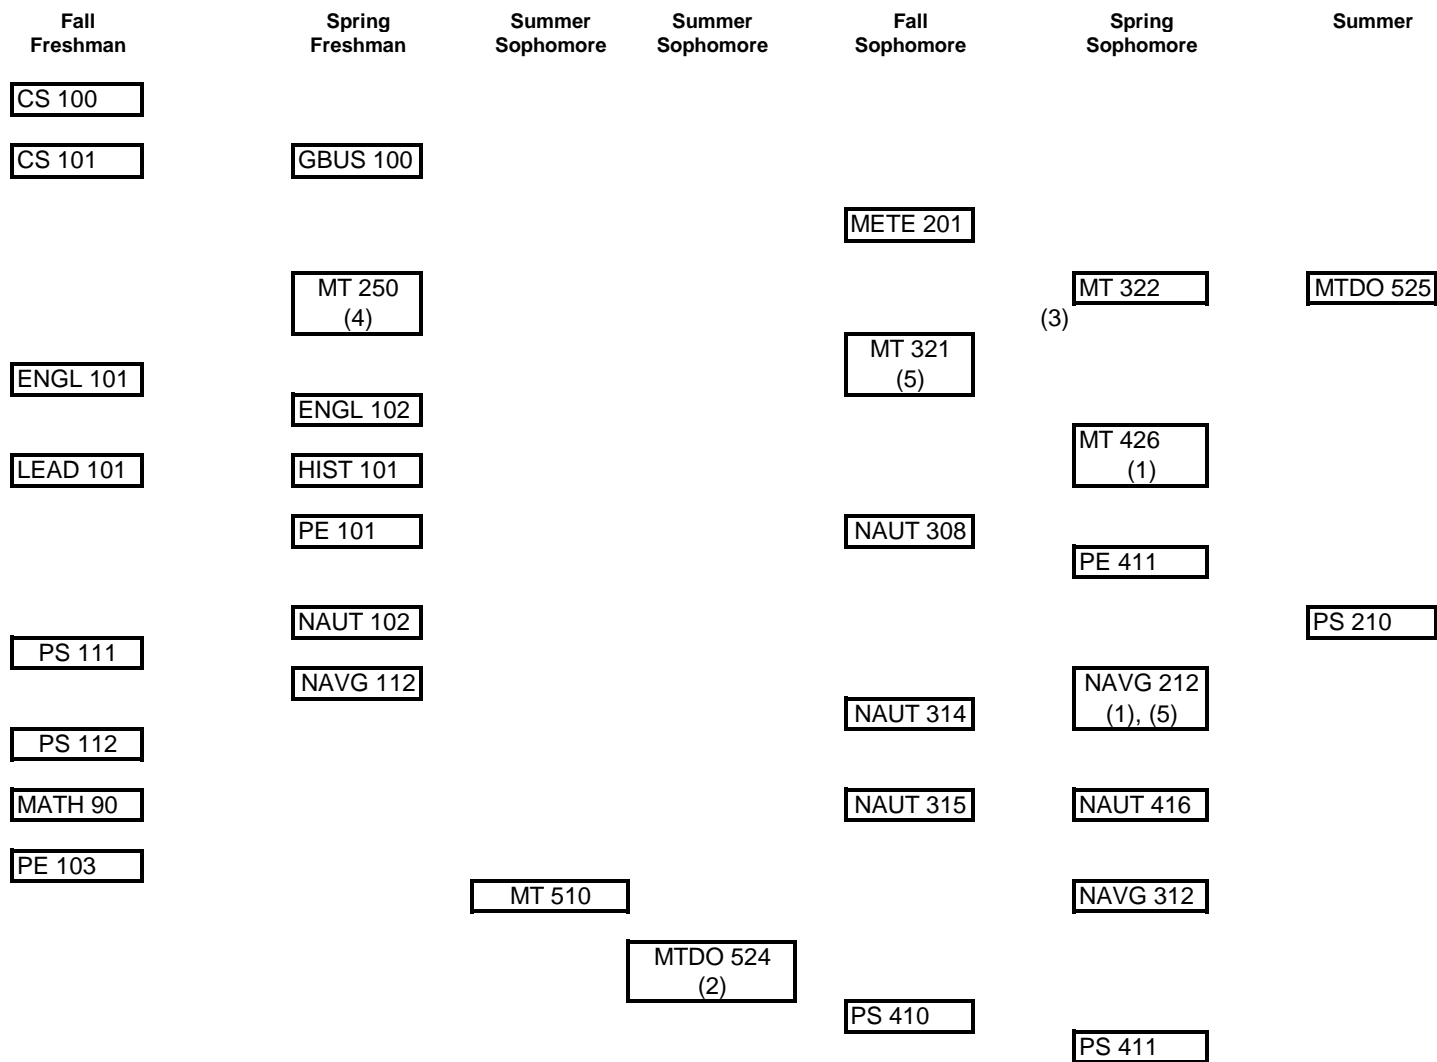 Fall Spring Summer Summer Fall Spring Summer
Freshman Freshman Sophomore Sophomore Sophomore Sophomore
CS 100
CS 101 GBUS 100
METE 201
MT 250 MT 322 MTDO 525
(4) (3)
MT 321
ENGL 101 (5)
ENGL 102
MT 426
LEAD 101 HIST 101 (1)
PE 101 NAUT 308
PE 411
NAUT 102 PS 210
PS 111
NAVG 112 NAVG 212
NAUT 314 (1), (5)
PS 112
MATH 90 NAUT 315 NAUT 416
PE 103
MT 510 NAVG 312
MTDO 524
(2)
PS 410
PS 411